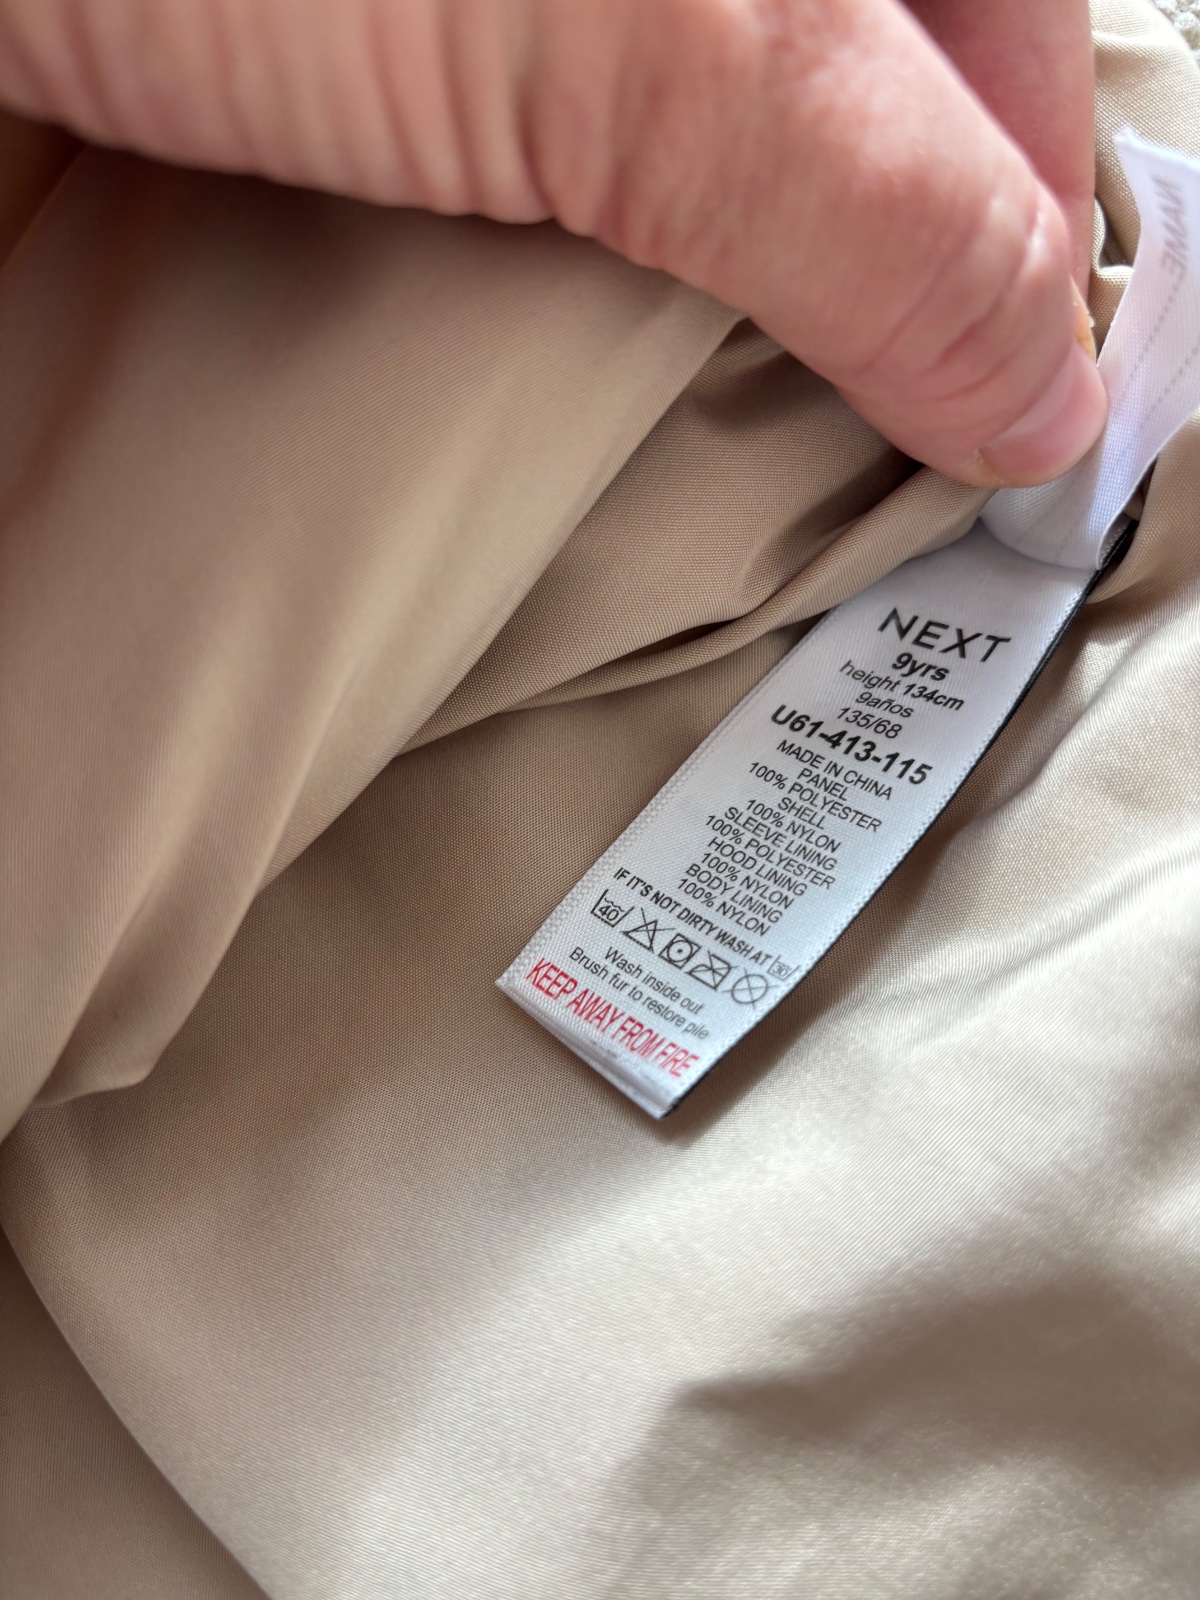 NAME
NEXT
9yrs
height 134cm
9años
135/68
U61-413-115
MADE IN CHINA
PANEL
100% POLYESTER
SHELL
100% NYLON
SLEEVE LINING
100% POLYESTER
HOOD LINING
100% NYLON
BODY LINING
100% NYLON
IF IT'S NOT DIRTY WASH AT 30
40
Wash inside out
Brush fur to restore pile
KEEP AWAY FROM FIRE